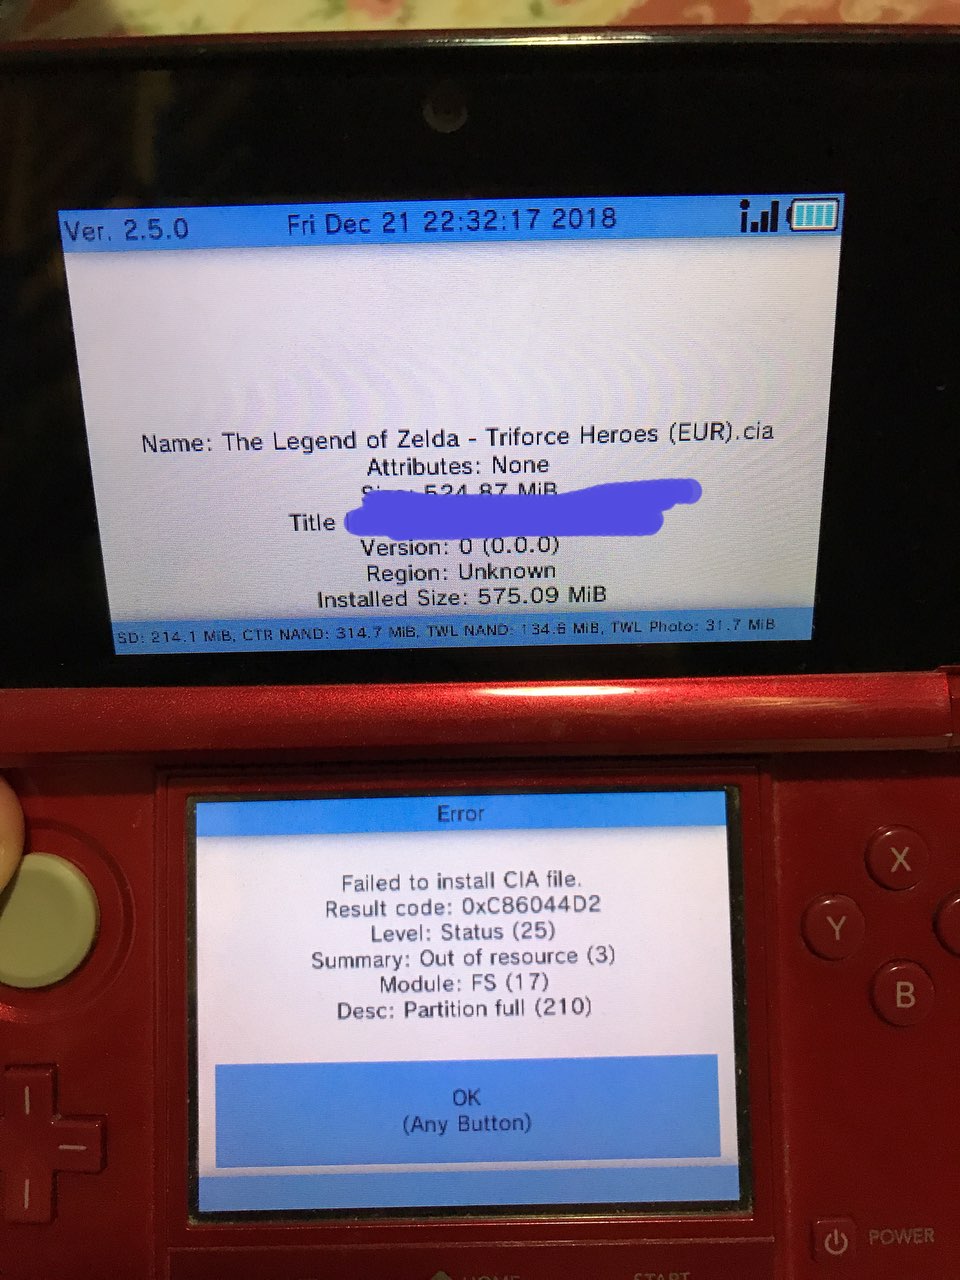 Ver. 2.5.0 Fri Dec 21 22:32:17 2018
Name: The Legend of Zelda - Triforce Heroes (EUR).cia
Attributes: None
524.87 MiB
Title
Version: 0 (0.0.0)
Region: Unknown
Installed Size: 575.09 MiB
SD: 214.1 MiB, CTR NAND: 314.7 MiB, TWL NAND: 134.6 MiB, TWL Photo: 31.7 MiB
Error
Failed to install CIA file.
Result code: 0xC86044D2
Level: Status (25)
Summary: Out of resource (3)
Module: FS (17)
Desc: Partition full (210)
OK
(Any Button)
X
Y
B
POWER
HOME
START